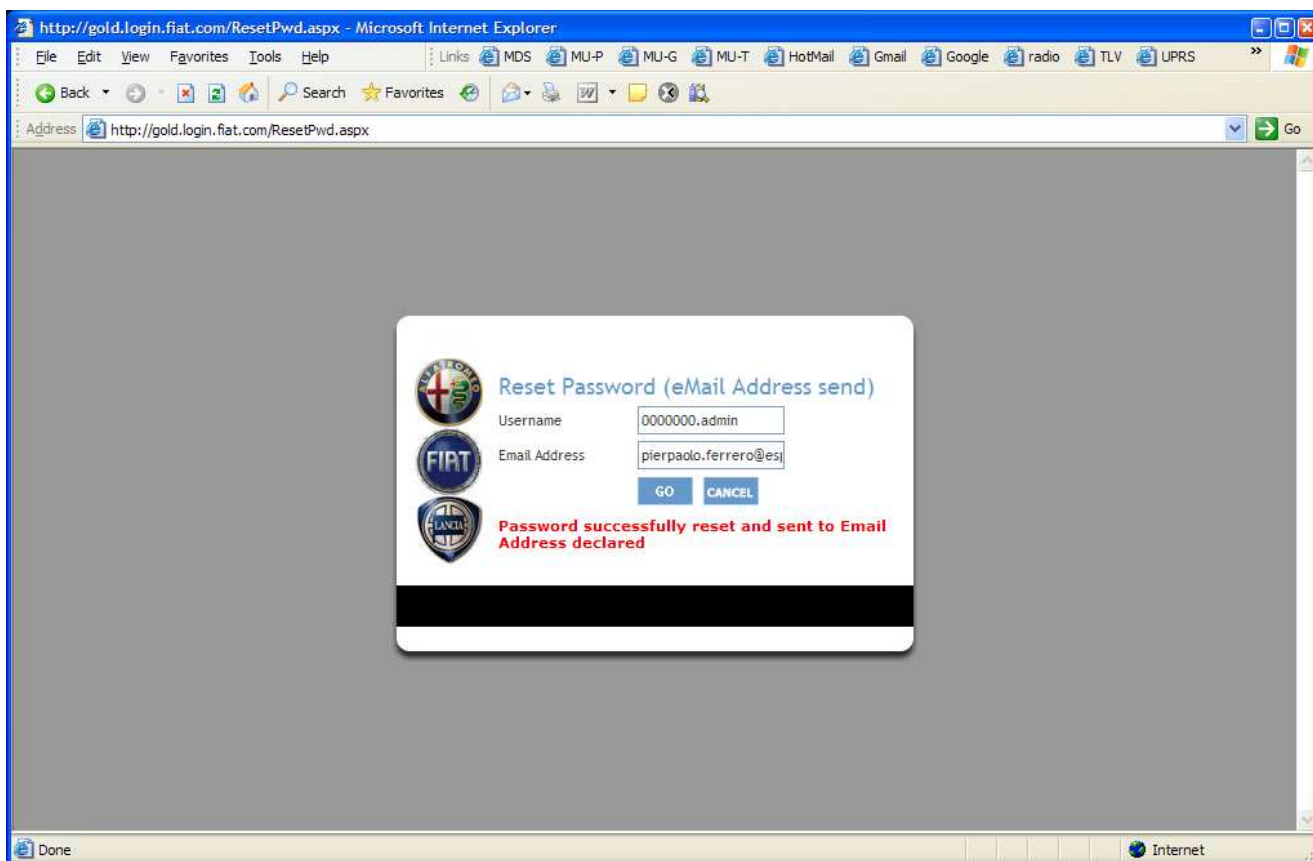 http://gold.login.fiat.com/ResetPwd.aspx - Microsoft Internet Explorer
File Edit View Favorites Tools Help Links MDS MU-P MU-G MU-T HotMail Gmail Google radio TLV UPRS »
Back Search Favorites
Address http://gold.login.fiat.com/ResetPwd.aspx Go
ALFA ROMEO
Reset Password (eMail Address send)
Username 0000000.admin
FIAT
Email Address pierpaolo.ferrero@esp
GO CANCEL
LANCIA
Password successfully reset and sent to Email
Address declared
Done Internet